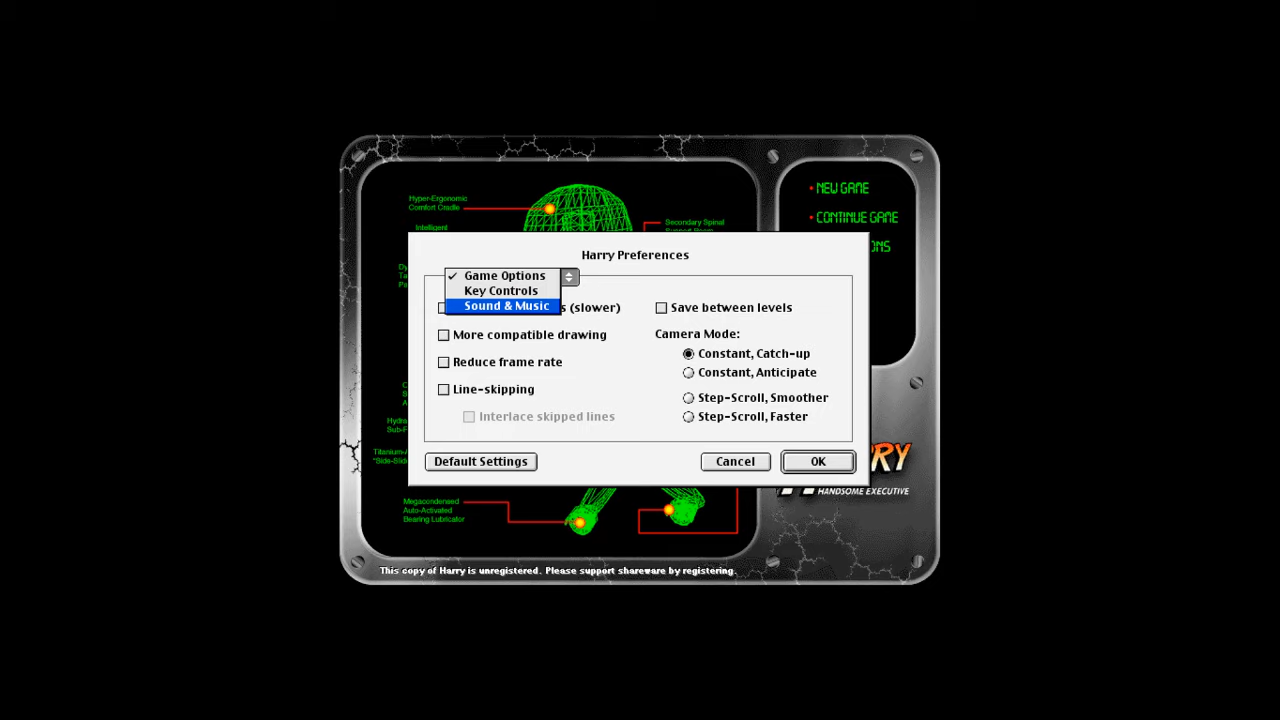 Hyper-Ergonomic
Comfort Cradle
Intelligent
Secondary Spinal
• NEW GAME
• CONTINUE GAME
Harry Preferences
✓ Game Options
Key Controls
Sound & Music
(slower)
More compatible drawing
Reduce frame rate
Line-skipping
Interlace skipped lines
Save between levels
Camera Mode:
Constant, Catch-up
Constant, Anticipate
Step-Scroll, Smoother
Step-Scroll, Faster
Default Settings
Cancel
OK
HANDSOME EXECUTIVE
Megacondensed
Auto-Activated
Bearing Lubricator
This copy of Harry is unregistered. Please support shareware by registering.